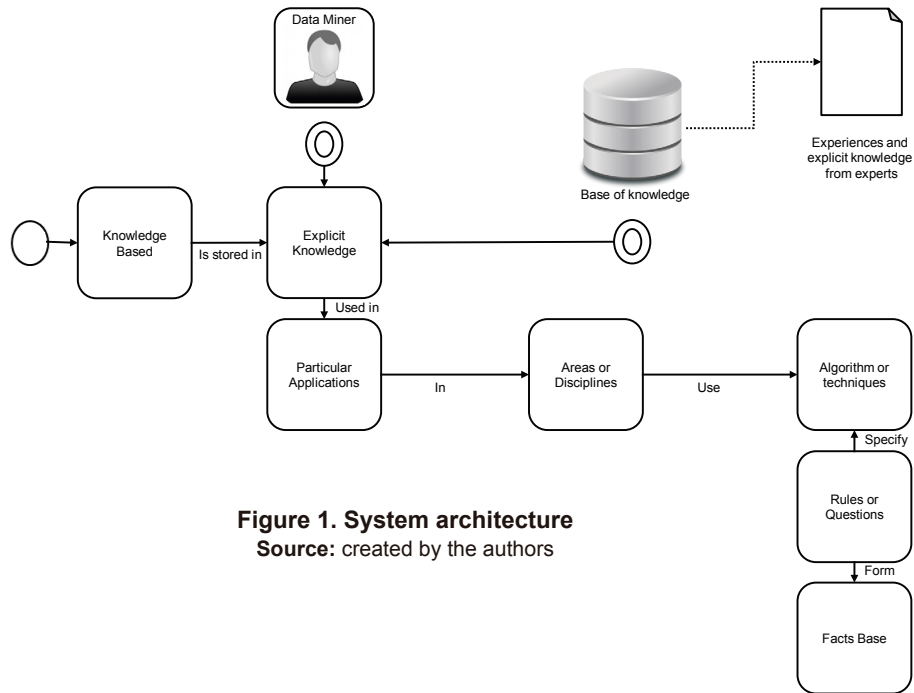 Data Miner
Experiences and
explicit knowledge
from experts
Base of knowledge
Knowledge
Based
Is stored in
Explicit
Knowledge
Used in
Particular
Applications
In
Areas or
Disciplines
Use
Algorithm or
techniques
Specify
Rules or
Questions
Form
Facts Base
Figure 1. System architecture
Source: created by the authors